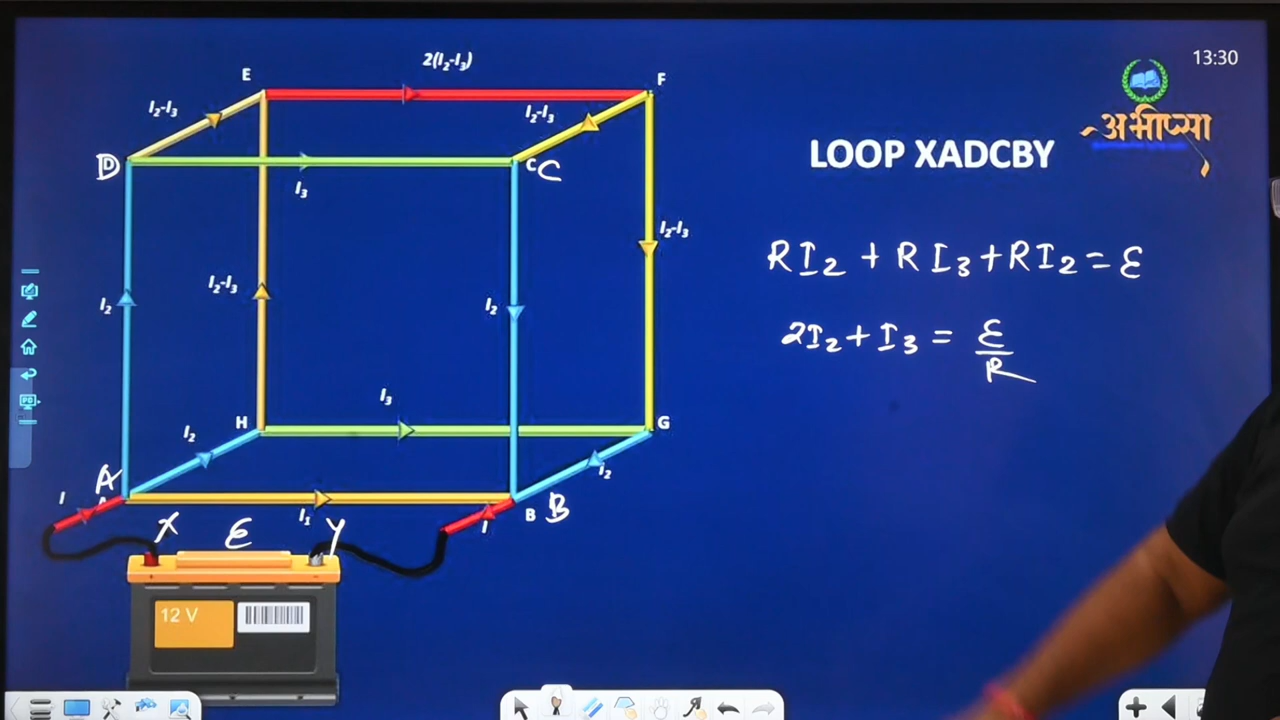 13:30
अभीप्सा
LOOP XADCBY
RI₂ + RI₃ + RI₂ = ε
2I₂ + I₃ = ε/R
2(I₂-I₃)
E
F
I₂-I₃
I₂-I₃
D
C C
I₃
I₂-I₃
I₂-I₃
I₂
I₂
I₃
H
G
I₂
I₂
A
A
I
I₁
B B
I
X ε Y
12 V
PD